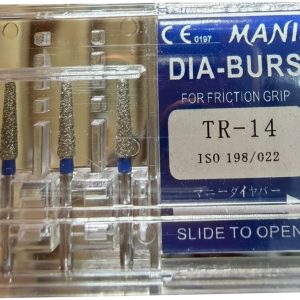 CE 0197 MANI
DIA-BURS
FOR FRICTION GRIP
TR-14
ISO 198/022
マニーダイヤバー
SLIDE TO OPEN